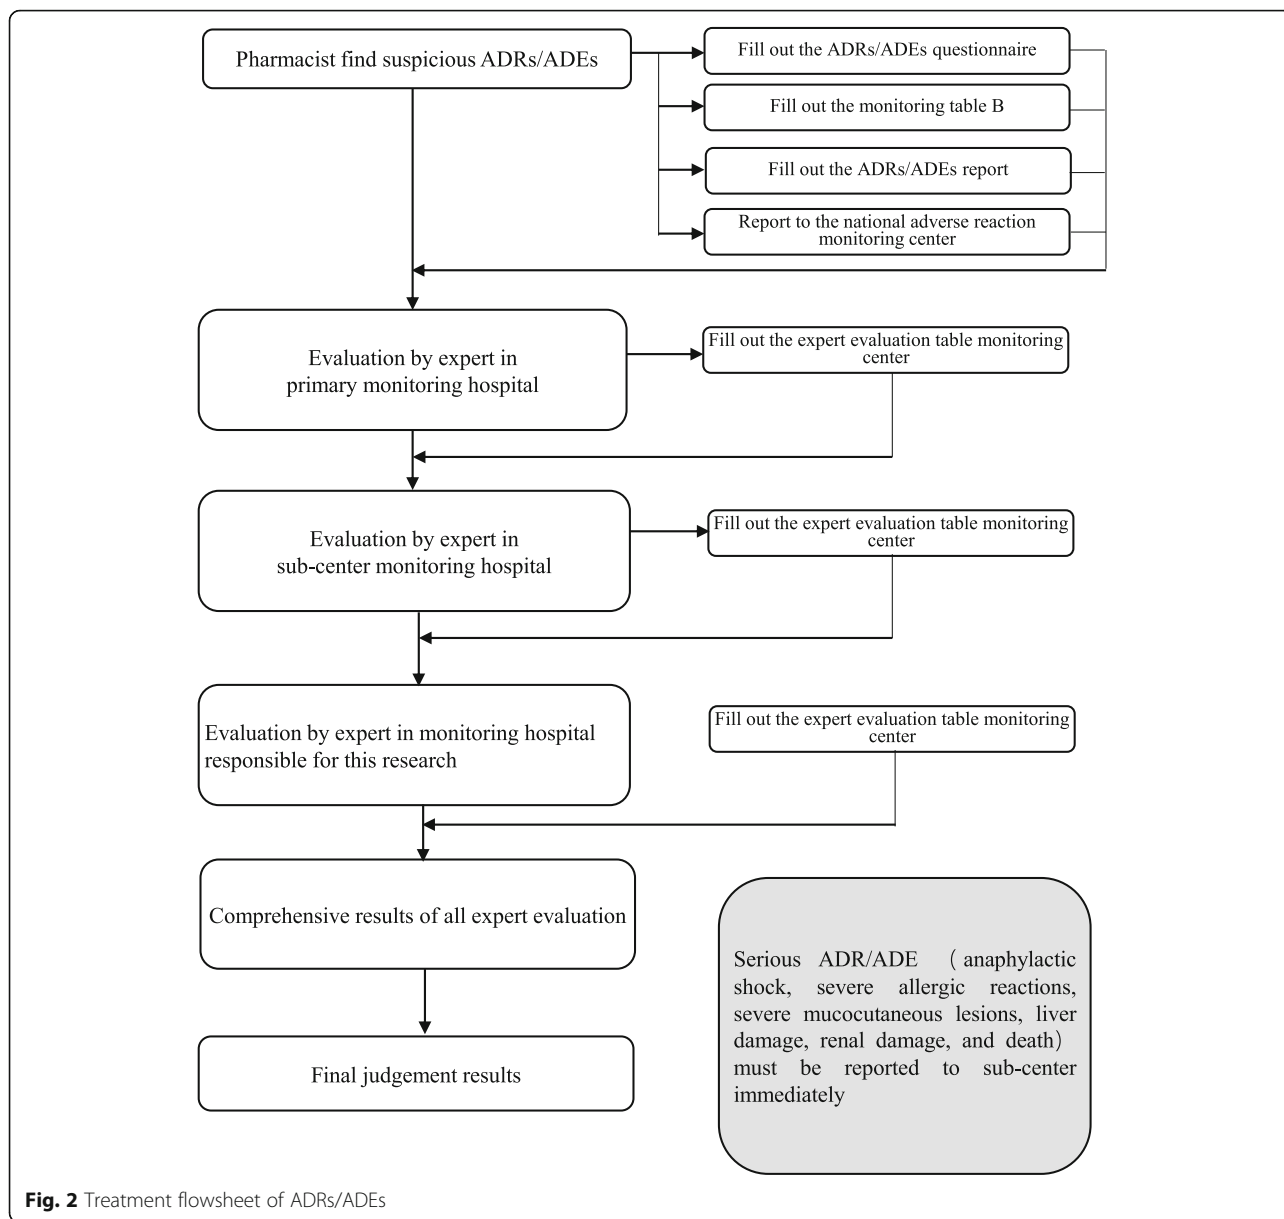 Pharmacist find suspicious ADRs/ADEs
Fill out the ADRs/ADEs questionnaire
Fill out the monitoring table B
Fill out the ADRs/ADEs report
Report to the national adverse reaction
monitoring center
Evaluation by expert in
primary monitoring hospital
Fill out the expert evaluation table monitoring
center
Evaluation by expert in
sub-center monitoring hospital
Fill out the expert evaluation table monitoring
center
Evaluation by expert in monitoring hospital
responsible for this research
Fill out the expert evaluation table monitoring
center
Comprehensive results of all expert evaluation
Serious ADR/ADE （anaphylactic
shock, severe allergic reactions,
severe mucocutaneous lesions, liver
damage, renal damage, and death）
must be reported to sub-center
immediately
Final judgement results
Fig. 2 Treatment flowsheet of ADRs/ADEs